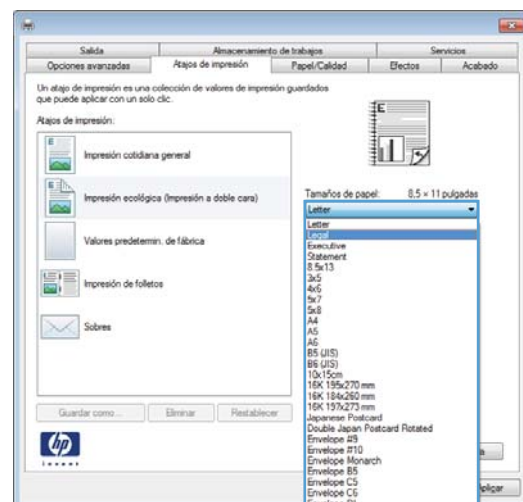 Salida
Almacenamiento de trabajos
Servicios
Opciones avanzadas
Atajos de impresión
Papel/Calidad
Efectos
Acabado
Un atajo de impresión es una colección de valores de impresión guardados
que puede aplicar con un solo clic.
Atajos de impresión:
Impresión cotidiana general
Impresión ecológica (Impresión a doble cara)
Valores predetermin. de fábrica
Impresión de folletos
Sobres
Guardar como...
Eliminar
Restablecer
hp
invent
E
Tamaños de papel:
8,5 × 11 pulgadas
Letter
Letter
Legal
Executive
Statement
8.5x13
3x5
4x6
5x7
5x8
A4
A5
A6
B5 (JIS)
B6 (JIS)
10x15cm
16K 195x270 mm
16K 184x260 mm
16K 197x273 mm
Japanese Postcard
Double Japan Postcard Rotated
Envelope #9
Envelope #10
Envelope Monarch
Envelope B5
Envelope C5
Envelope C6
Aplicar